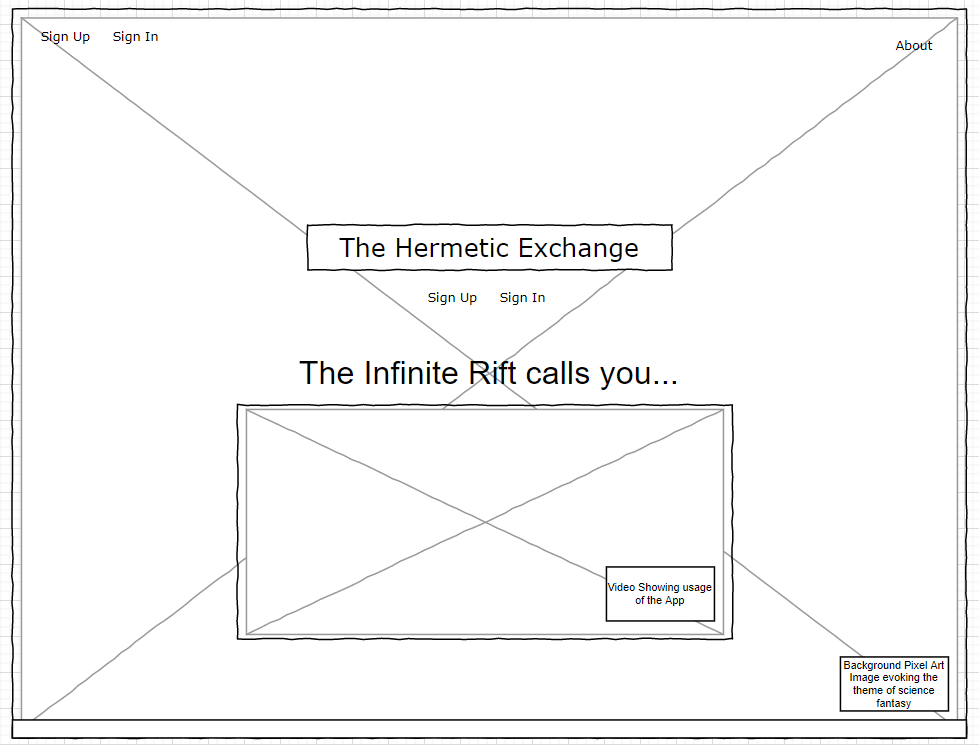 Sign Up Sign In
About
The Hermetic Exchange
Sign Up Sign In
The Infinite Rift calls you...
Video Showing usage
of the App
Background Pixel Art
Image evoking the
theme of science
fantasy